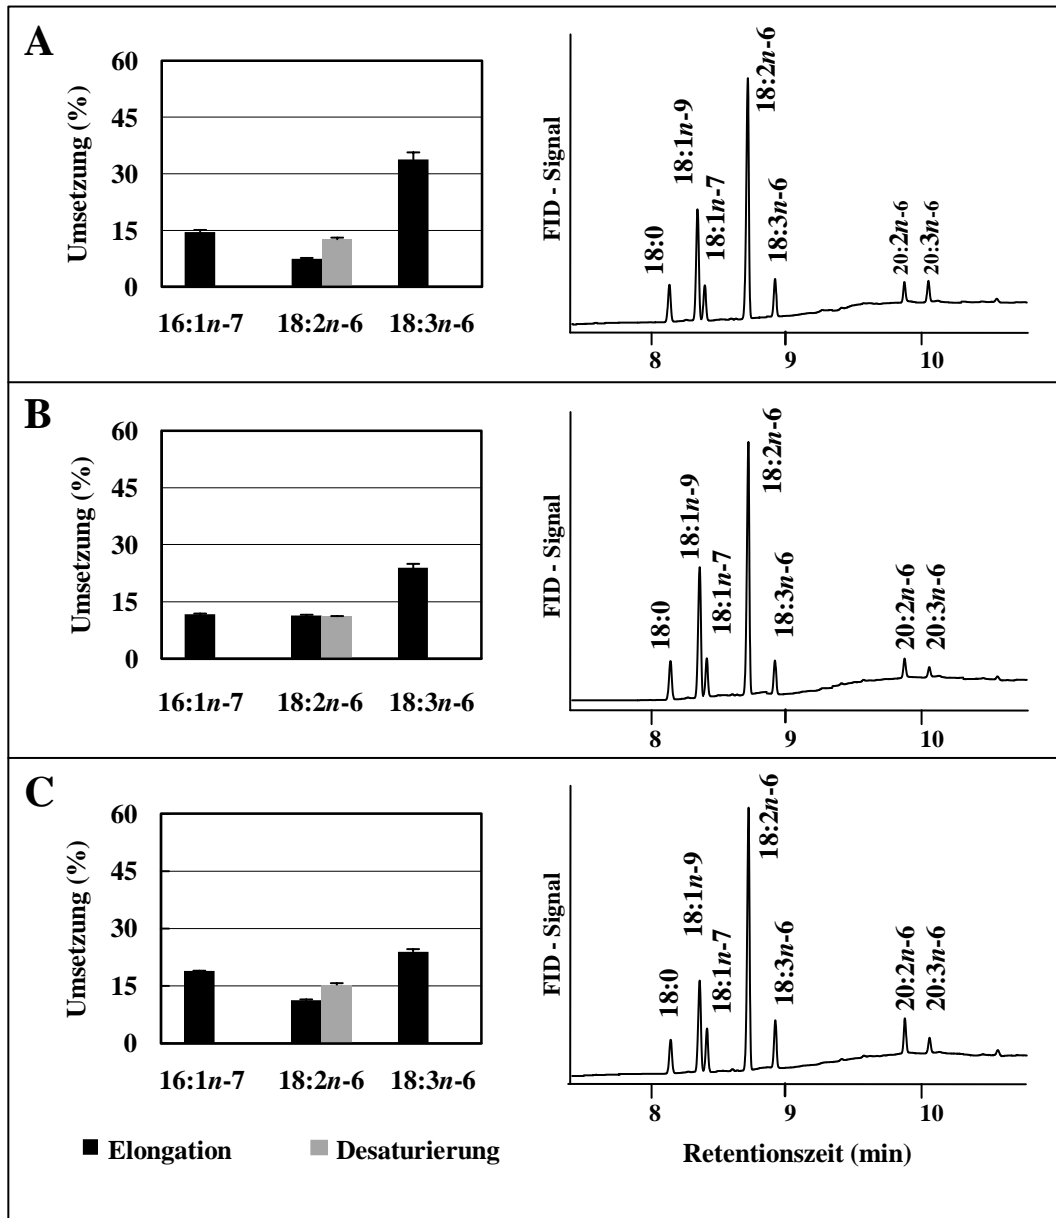 A
Umsetzung (%)
60
45
30
15
0
16:1n-7 18:2n-6 18:3n-6
FID - Signal
18:0
18:1n-9
18:1n-7
18:2n-6
18:3n-6
20:2n-6
20:3n-6
8 9 10
B
Umsetzung (%)
60
45
30
15
0
16:1n-7 18:2n-6 18:3n-6
FID - Signal
18:0
18:1n-9
18:1n-7
18:2n-6
18:3n-6
20:2n-6
20:3n-6
8 9 10
C
Umsetzung (%)
60
45
30
15
0
16:1n-7 18:2n-6 18:3n-6
FID - Signal
18:0
18:1n-9
18:1n-7
18:2n-6
18:3n-6
20:2n-6
20:3n-6
8 9 10
Elongation Desaturierung
Retentionszeit (min)